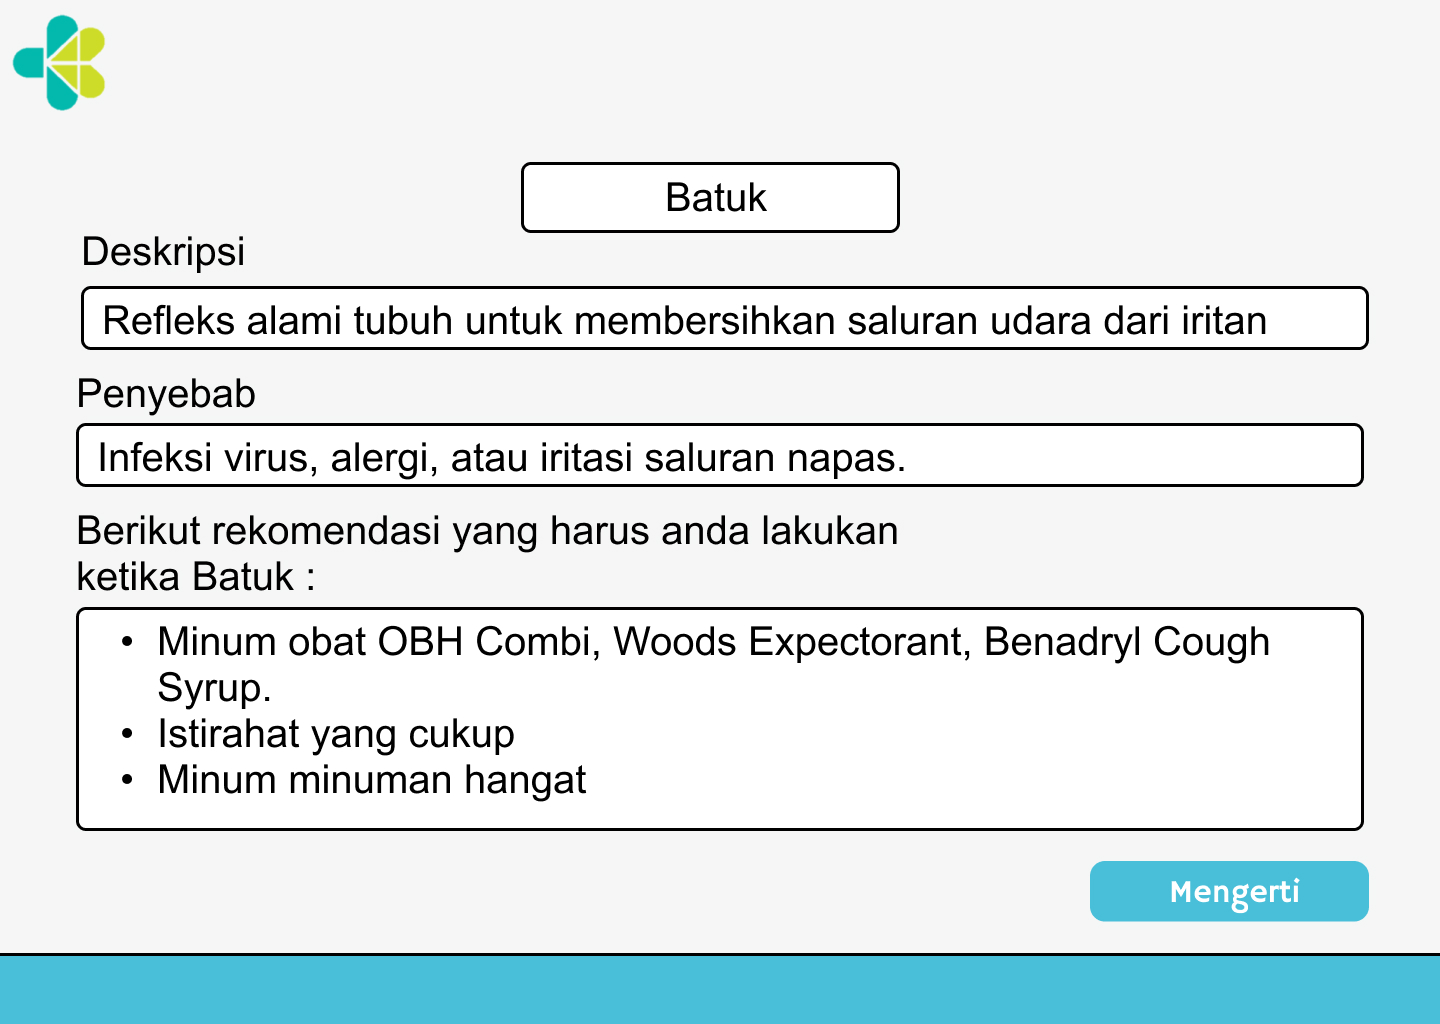 Batuk
Deskripsi
Refleks alami tubuh untuk membersihkan saluran udara dari iritan
Penyebab
Infeksi virus, alergi, atau iritasi saluran napas.
Berikut rekomendasi yang harus anda lakukan
ketika Batuk :
• Minum obat OBH Combi, Woods Expectorant, Benadryl Cough
Syrup.
• Istirahat yang cukup
• Minum minuman hangat
Mengerti